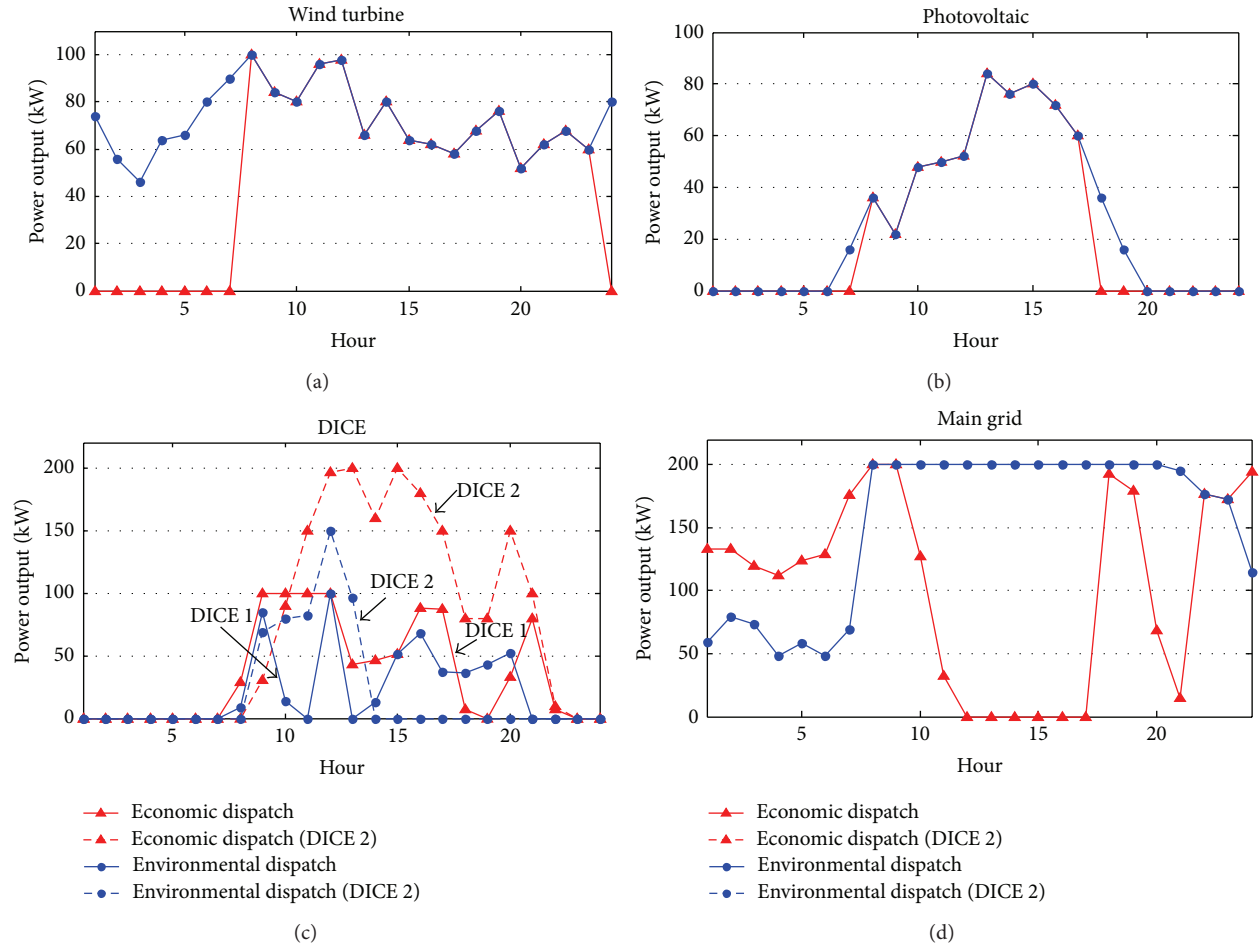 Wind turbine
100
80
60
40
20
0
Power output (kW)
5
10
15
20
Hour
(a)
Photovoltaic
100
80
60
40
20
0
Power output (kW)
5
10
15
20
Hour
(b)
DICE
200
150
100
50
0
Power output (kW)
DICE 2
DICE 2
DICE 1
DICE 1
5
10
15
20
Hour
Economic dispatch
Economic dispatch (DICE 2)
Environmental dispatch
Environmental dispatch (DICE 2)
(c)
Main grid
200
150
100
50
0
Power output (kW)
5
10
15
20
Hour
Economic dispatch
Economic dispatch (DICE 2)
Environmental dispatch
Environmental dispatch (DICE 2)
(d)